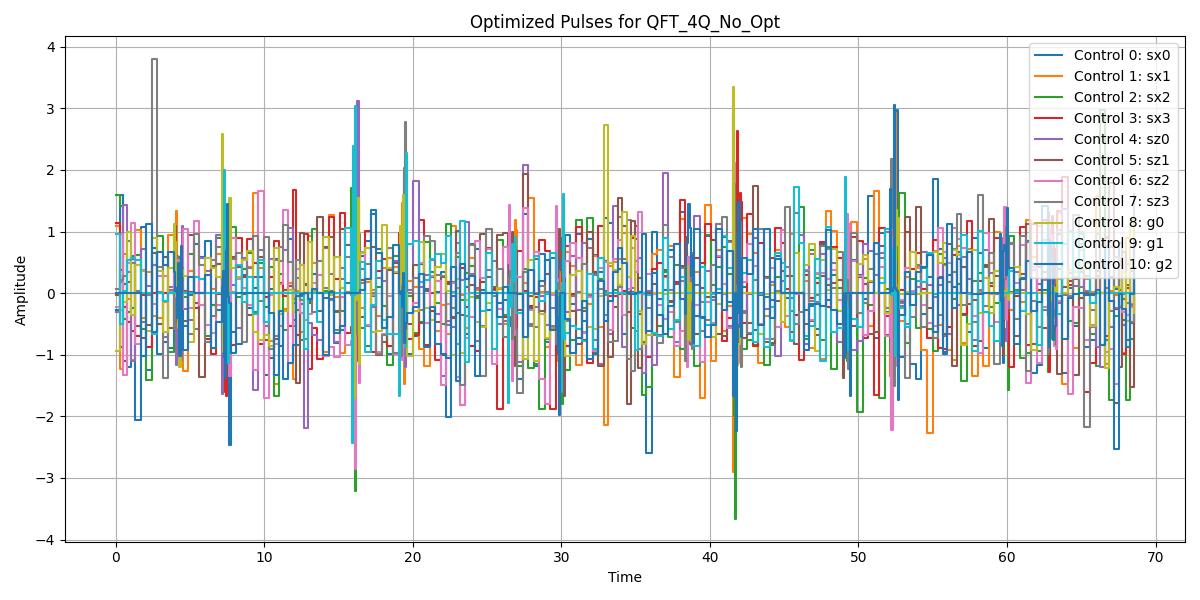 Optimized Pulses for QFT_4Q_No_Opt
Amplitude
4
3
2
1
0
−1
−2
−3
−4
Control 0: sx0
Control 1: sx1
Control 2: sx2
Control 3: sx3
Control 4: sz0
Control 5: sz1
Control 6: sz2
Control 7: sz3
Control 8: g0
Control 9: g1
Control 10: g2
0 10 20 30 40 50 60 70
Time